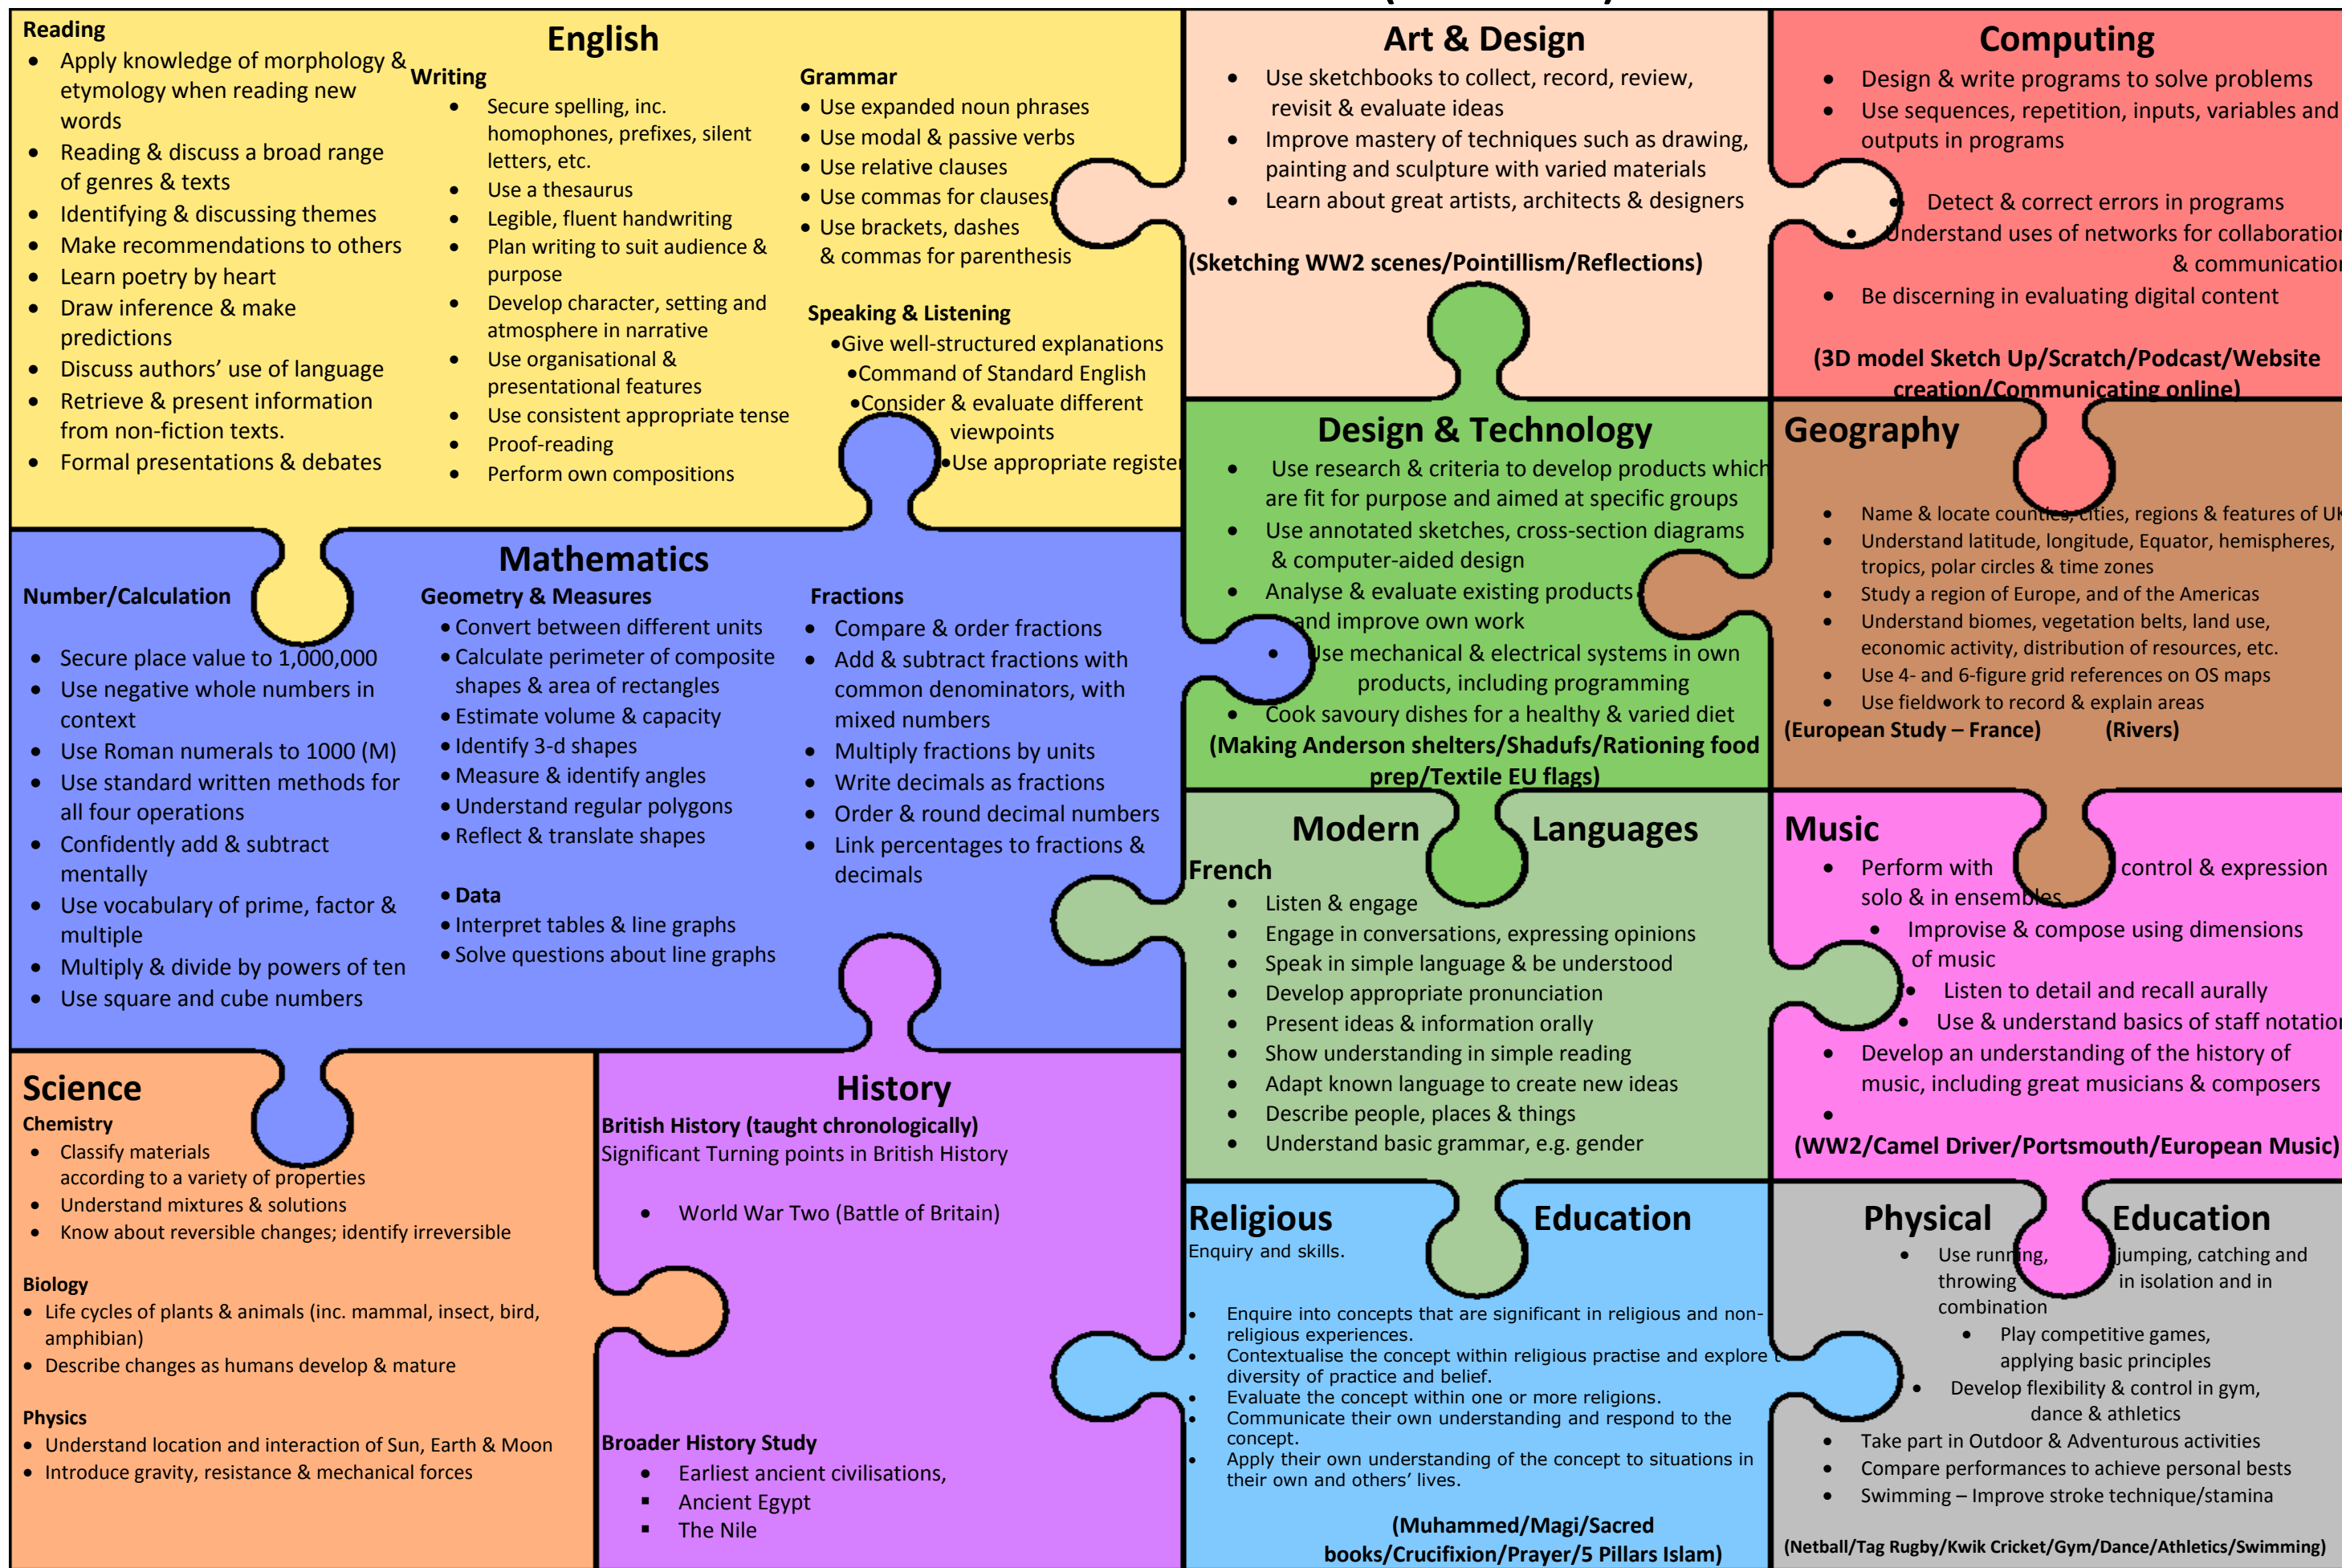 English
Reading
• Apply knowledge of morphology &
etymology when reading new
words
• Reading & discuss a broad range
of genres & texts
• Identifying & discussing themes
• Make recommendations to others
• Learn poetry by heart
• Draw inference & make
predictions
• Discuss authors’ use of language
• Retrieve & present information
from non-fiction texts.
• Formal presentations & debates
Writing
• Secure spelling, inc.
homophones, prefixes, silent
letters, etc.
• Use a thesaurus
• Legible, fluent handwriting
• Plan writing to suit audience &
purpose
• Develop character, setting and
atmosphere in narrative
• Use organisational &
presentational features
• Use consistent appropriate tense
• Proof-reading
• Perform own compositions
Grammar
• Use expanded noun phrases
• Use modal & passive verbs
• Use relative clauses
• Use commas for clauses
• Use brackets, dashes
& commas for parenthesis
Speaking & Listening
•Give well-structured explanations
•Command of Standard English
•Consider & evaluate different
viewpoints
•Use appropriate register
Art & Design
• Use sketchbooks to collect, record, review,
revisit & evaluate ideas
• Improve mastery of techniques such as drawing,
painting and sculpture with varied materials
• Learn about great artists, architects & designers
(Sketching WW2 scenes/Pointillism/Reflections)
Computing
• Design & write programs to solve problems
• Use sequences, repetition, inputs, variables and
outputs in programs
• Detect & correct errors in programs
• Understand uses of networks for collaboration
& communication
• Be discerning in evaluating digital content
(3D model Sketch Up/Scratch/Podcast/Website
creation/Communicating online)
Mathematics
Number/Calculation
• Secure place value to 1,000,000
• Use negative whole numbers in
context
• Use Roman numerals to 1000 (M)
• Use standard written methods for
all four operations
• Confidently add & subtract
mentally
• Use vocabulary of prime, factor &
multiple
• Multiply & divide by powers of ten
• Use square and cube numbers
Geometry & Measures
• Convert between different units
• Calculate perimeter of composite
shapes & area of rectangles
• Estimate volume & capacity
• Identify 3-d shapes
• Measure & identify angles
• Understand regular polygons
• Reflect & translate shapes
• Data
• Interpret tables & line graphs
• Solve questions about line graphs
Fractions
• Compare & order fractions
• Add & subtract fractions with
common denominators, with
mixed numbers
• Multiply fractions by units
• Write decimals as fractions
• Order & round decimal numbers
• Link percentages to fractions &
decimals
Design & Technology
• Use research & criteria to develop products which
are fit for purpose and aimed at specific groups
• Use annotated sketches, cross-section diagrams
& computer-aided design
• Analyse & evaluate existing products
and improve own work
• Use mechanical & electrical systems in own
products, including programming
• Cook savoury dishes for a healthy & varied diet
(Making Anderson shelters/Shadufs/Rationing food
prep/Textile EU flags)
Geography
• Name & locate counties, cities, regions & features of UK
• Understand latitude, longitude, Equator, hemispheres,
tropics, polar circles & time zones
• Study a region of Europe, and of the Americas
• Understand biomes, vegetation belts, land use,
economic activity, distribution of resources, etc.
• Use 4- and 6-figure grid references on OS maps
• Use fieldwork to record & explain areas
(European Study – France) (Rivers)
Modern Languages
French
• Listen & engage
• Engage in conversations, expressing opinions
• Speak in simple language & be understood
• Develop appropriate pronunciation
• Present ideas & information orally
• Show understanding in simple reading
• Adapt known language to create new ideas
• Describe people, places & things
• Understand basic grammar, e.g. gender
Music
• Perform with control & expression
solo & in ensembles
• Improvise & compose using dimensions
of music
• Listen to detail and recall aurally
• Use & understand basics of staff notation
• Develop an understanding of the history of
music, including great musicians & composers
•
(WW2/Camel Driver/Portsmouth/European Music)
Science
Chemistry
• Classify materials
according to a variety of properties
• Understand mixtures & solutions
• Know about reversible changes; identify irreversible
Biology
• Life cycles of plants & animals (inc. mammal, insect, bird,
amphibian)
• Describe changes as humans develop & mature
Physics
• Understand location and interaction of Sun, Earth & Moon
• Introduce gravity, resistance & mechanical forces
History
British History (taught chronologically)
Significant Turning points in British History
• World War Two (Battle of Britain)
Broader History Study
• Earliest ancient civilisations,
▪ Ancient Egypt
▪ The Nile
Religious Education
Enquiry and skills.
• Enquire into concepts that are significant in religious and non-
religious experiences.
• Contextualise the concept within religious practise and explore
diversity of practice and belief.
• Evaluate the concept within one or more religions.
• Communicate their own understanding and respond to the
concept.
• Apply their own understanding of the concept to situations in
their own and others’ lives.
(Muhammed/Magi/Sacred
books/Crucifixion/Prayer/5 Pillars Islam)
Physical Education
• Use running, jumping, catching and
throwing in isolation and in
combination
• Play competitive games,
applying basic principles
• Develop flexibility & control in gym,
dance & athletics
• Take part in Outdoor & Adventurous activities
• Compare performances to achieve personal bests
• Swimming – Improve stroke technique/stamina
(Netball/Tag Rugby/Kwik Cricket/Gym/Dance/Athletics/Swimming)